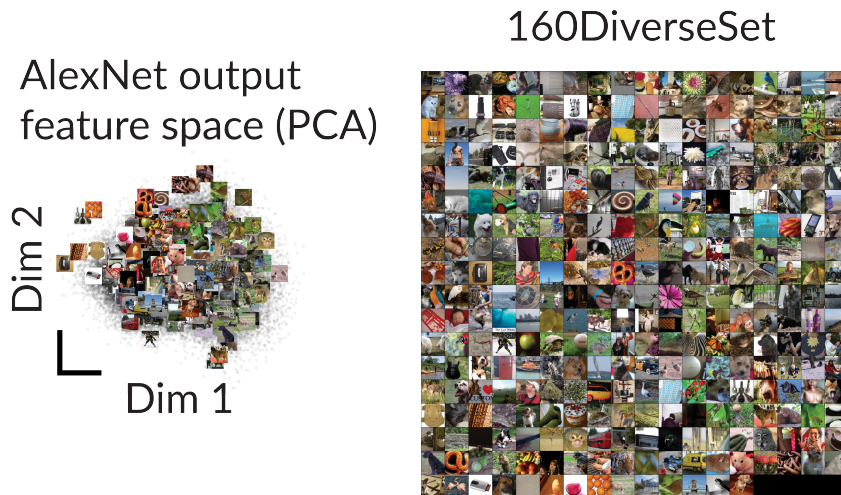 160DiverseSet
AlexNet output
feature space (PCA)
Dim 2
Dim 1